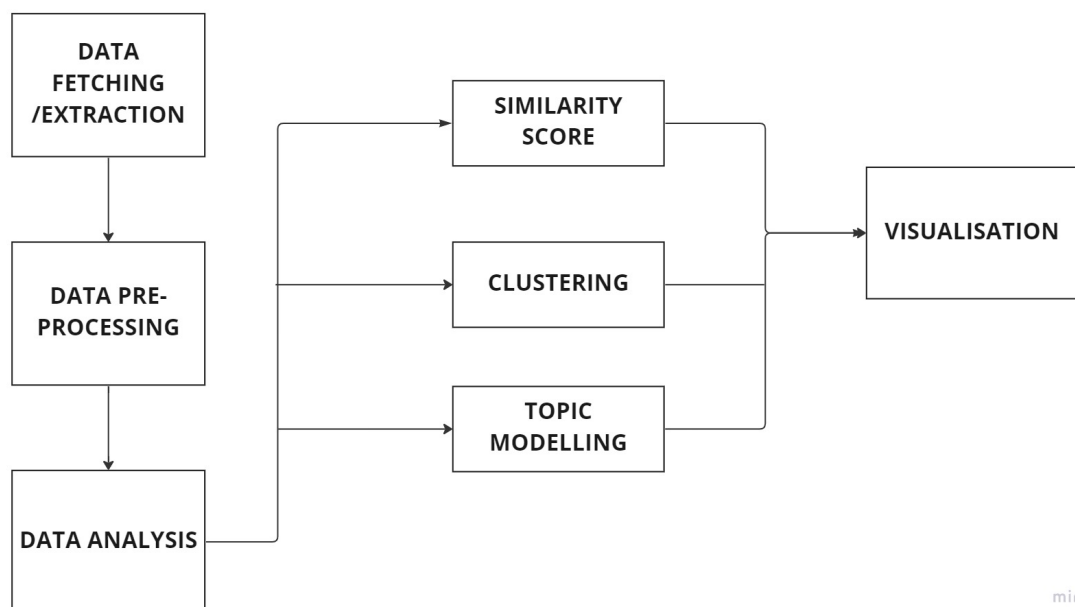 DATA
FETCHING
/EXTRACTION
DATA PRE-
PROCESSING
DATA ANALYSIS
SIMILARITY
SCORE
CLUSTERING
TOPIC
MODELLING
VISUALISATION